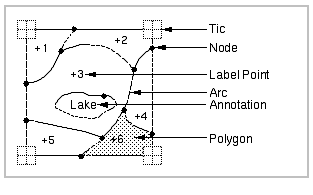 Tic
+1
+2
Node
+3
Label Point
Arc
Lake
Annotation
+4
+5
+6
Polygon